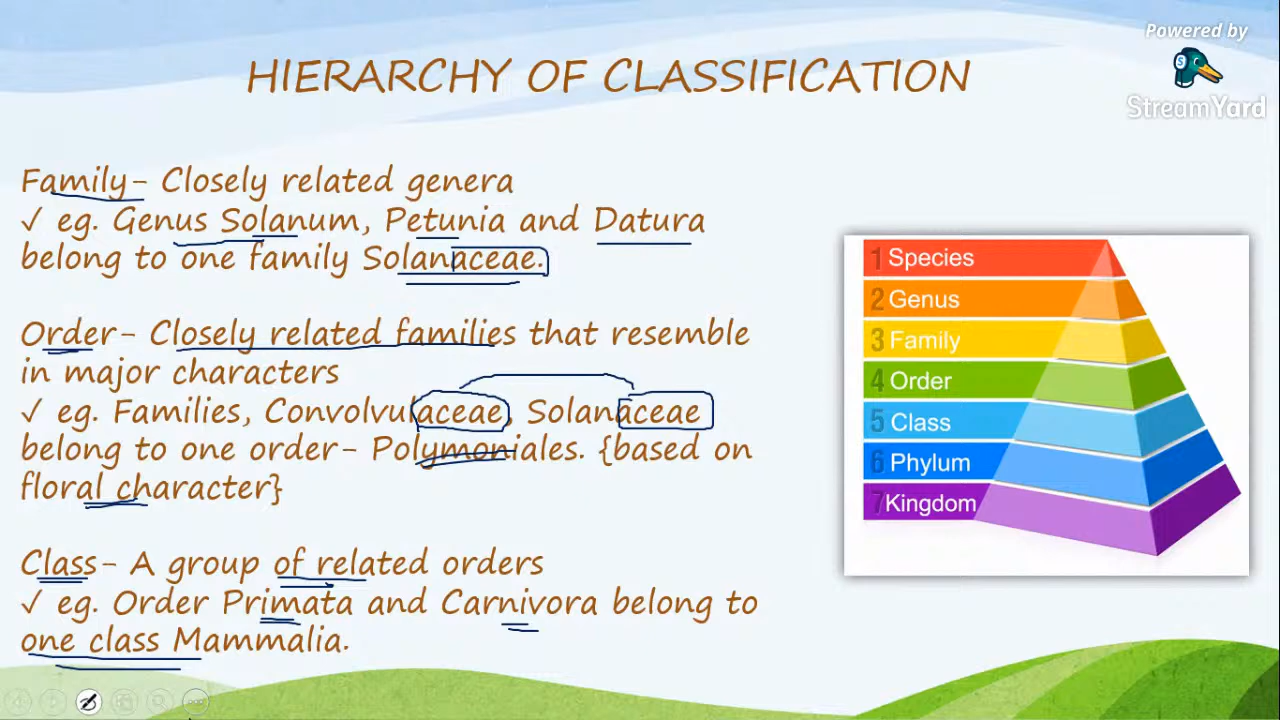 Powered by
StreamYard
HIERARCHY OF CLASSIFICATION
Family- Closely related genera
✓ eg. Genus Solanum, Petunia and Datura
belong to one family Solanaceae.
Order- Closely related families that resemble
in major characters
✓ eg. Families, Convolvulaceae, Solanaceae
belong to one order- Polymoniales. {based on
floral character}
Class- A group of related orders
✓ eg. Order Primata and Carnivora belong to
one class Mammalia.
1 Species
2 Genus
3 Family
4 Order
5 Class
6 Phylum
7 Kingdom